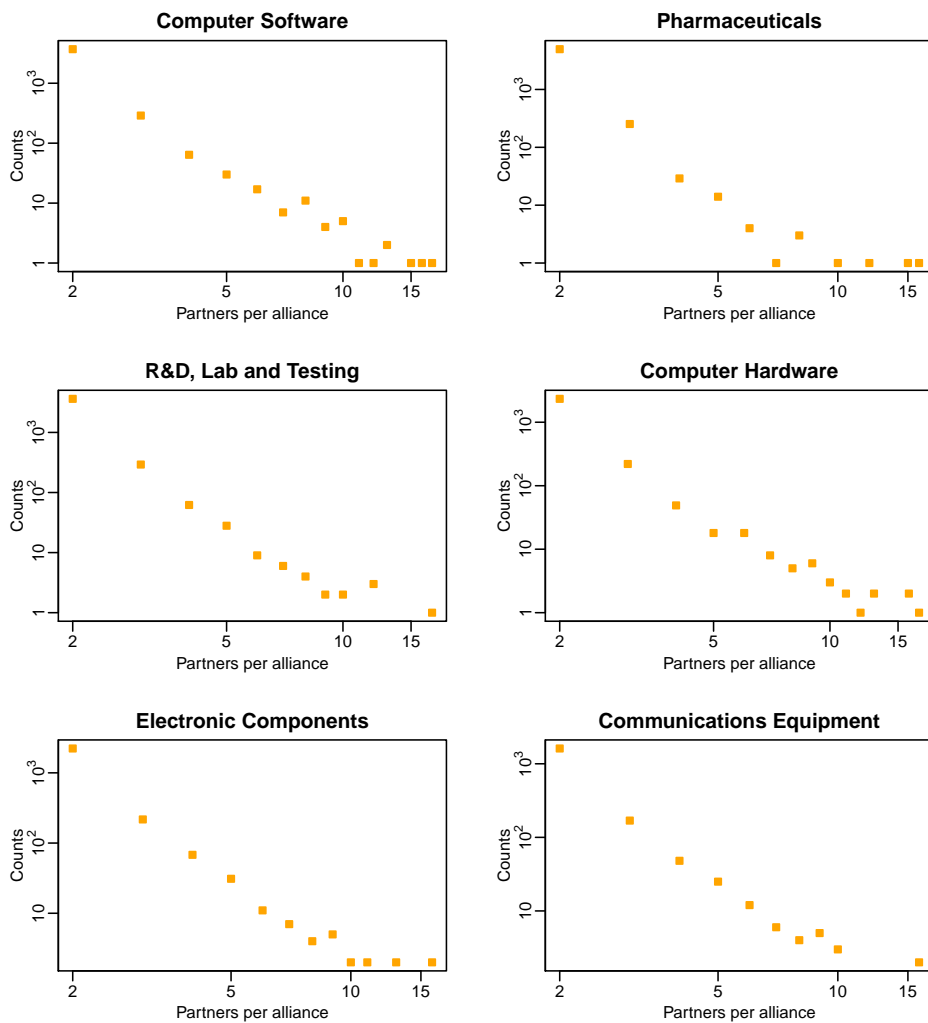 Computer Software
Counts
10^3
10^2
10
1
2 5 10 15
Partners per alliance
Pharmaceuticals
Counts
10^3
10^2
10
1
2 5 10 15
Partners per alliance
R&D, Lab and Testing
Counts
10^3
10^2
10
1
2 5 10 15
Partners per alliance
Computer Hardware
Counts
10^3
10^2
10
1
2 5 10 15
Partners per alliance
Electronic Components
Counts
10^3
10^2
10
2 5 10 15
Partners per alliance
Communications Equipment
Counts
10^3
10^2
10
2 5 10 15
Partners per alliance